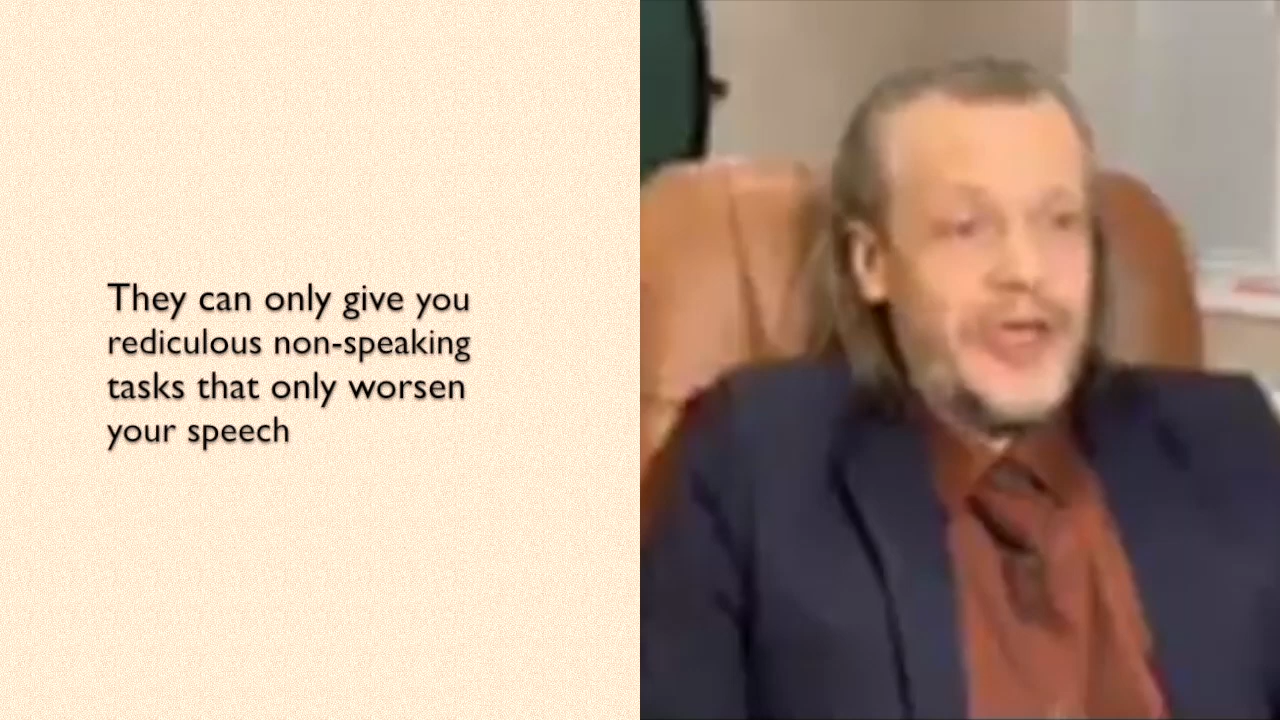 They can only give you
rediculous non-speaking
tasks that only worsen
your speech